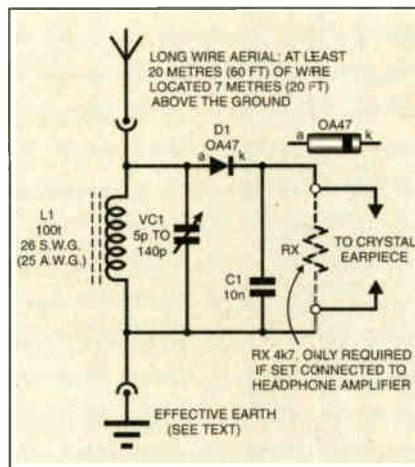 LONG WIRE AERIAL: AT LEAST
20 METRES (60 FT) OF WIRE
LOCATED 7 METRES (20 FT)
ABOVE THE GROUND
D1
OA47
a
k
OA47
a
k
L1
100t
26 S.W.G.
(25 A.W.G.)
VC1
5p TO
140p
C1
10n
RX
TO CRYSTAL
EARPIECE
RX 4k7. ONLY REQUIRED
IF SET CONNECTED TO
HEADPHONE AMPLIFIER
EFFECTIVE EARTH
(SEE TEXT)